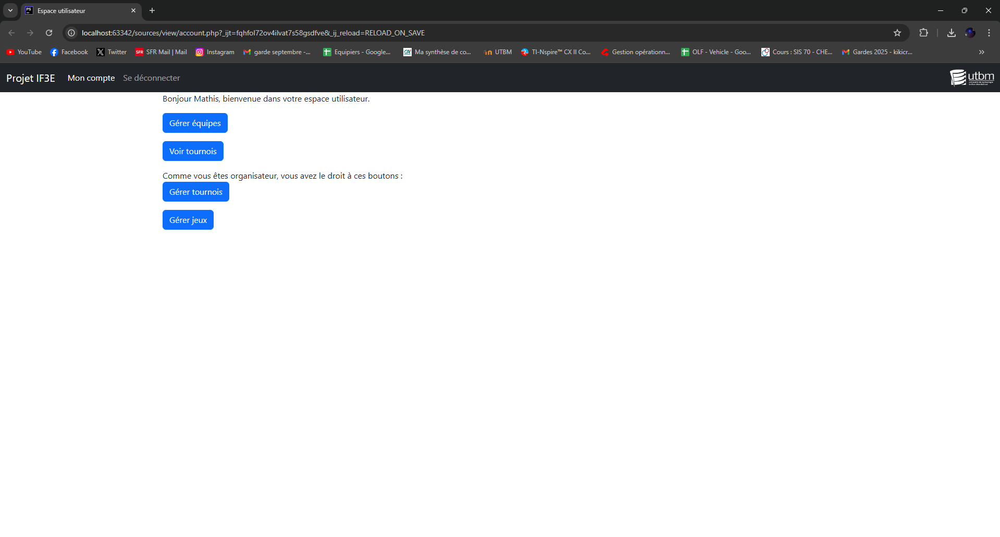 PS Espace utilisateur
localhost:63342/sources/view/account.php?_ijt=fqhfol72ov4ilvat7s58gsdfve&_ij_reload=RELOAD_ON_SAVE
YouTube Facebook Twitter SFR SFR Mail | Mail Instagram garde septembre -... Equipiers - Google... CA Ma synthèse de co... UTBM TI-Nspire™ CX II Co... Gestion opérationn... OLF - Vehicle - Goo... Cours : SIS 70 - CHE... Gardes 2025 - kikicr...
Projet IF3E Mon compte Se déconnecter utbm
Bonjour Mathis, bienvenue dans votre espace utilisateur.
Gérer équipes
Voir tournois
Comme vous êtes organisateur, vous avez le droit à ces boutons :
Gérer tournois
Gérer jeux